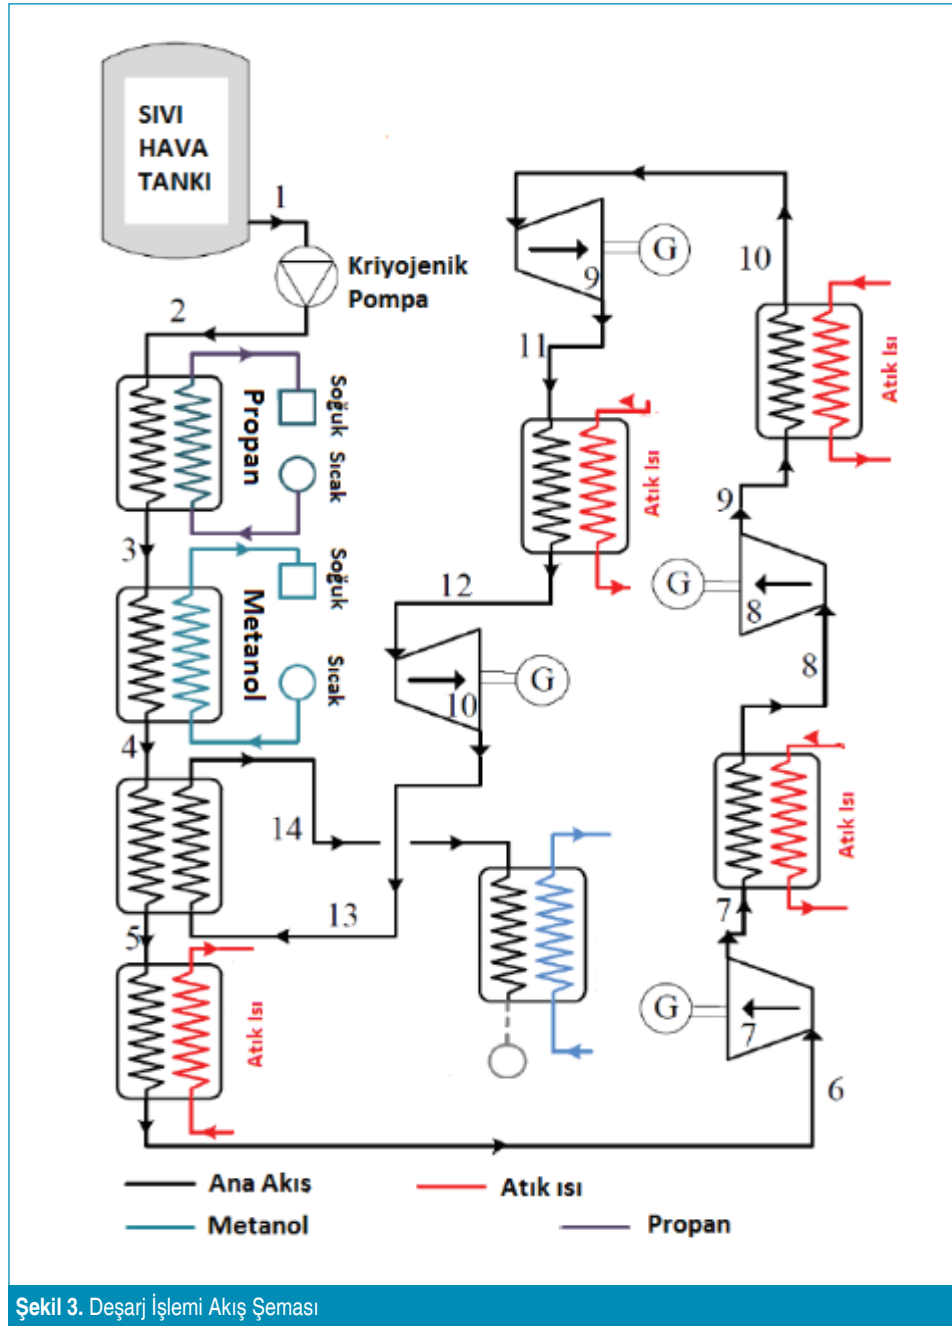 SIVI
HAVA
TANKI
1
Kriyojenik
Pompa
2
Propan
Soğuk
Sıcak
3
Metanol
Soğuk
Sıcak
4
14
13
5
Atık Isı
12
10
G
11
9
G
Atık Isı
10
Atık Isı
9
G
8
8
Atık Isı
7
G
7
6
Ana Akış
Atık ısı
Metanol
Propan
Şekil 3. Deşarj İşlemi Akış Şeması